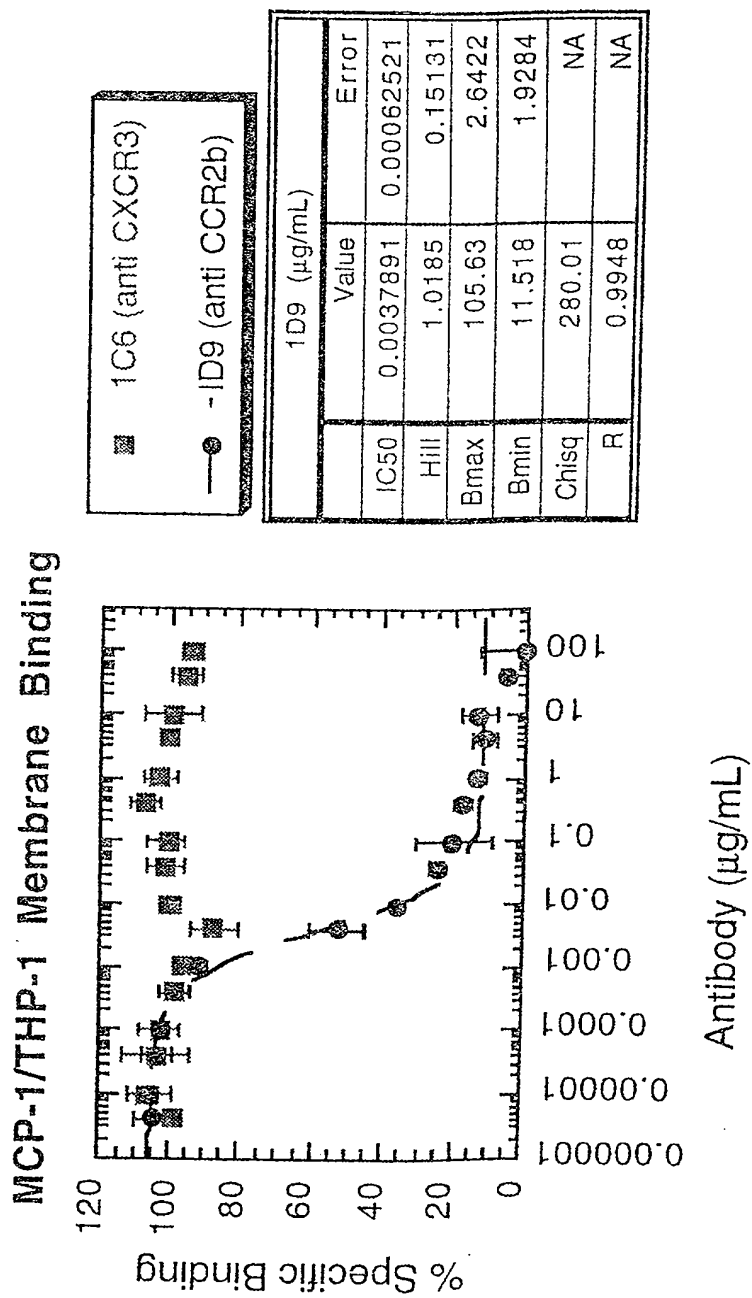 MCP-1/THP-1 Membrane Binding
% Specific Binding
120
100
80
60
40
20
0
0.000001
0.00001
0.0001
0.001
0.01
0.1
1
10
100
Antibody (µg/mL)
1C6 (anti CXCR3)
-ID9 (anti CCR2b)
1D9 (µg/mL)
Value Error
IC50 0.0037891 0.00062521
Hill 1.0185 0.15131
Bmax 105.63 2.6422
Bmin 11.518 1.9284
Chisq 280.01 NA
R 0.9948 NA